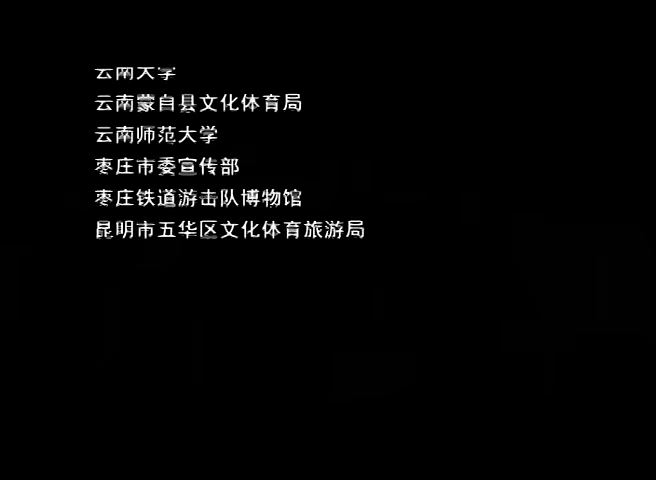 云南大学
云南蒙自县文化体育局
云南师范大学
枣庄市委宣传部
枣庄铁道游击队博物馆
昆明市五华区文化体育旅游局